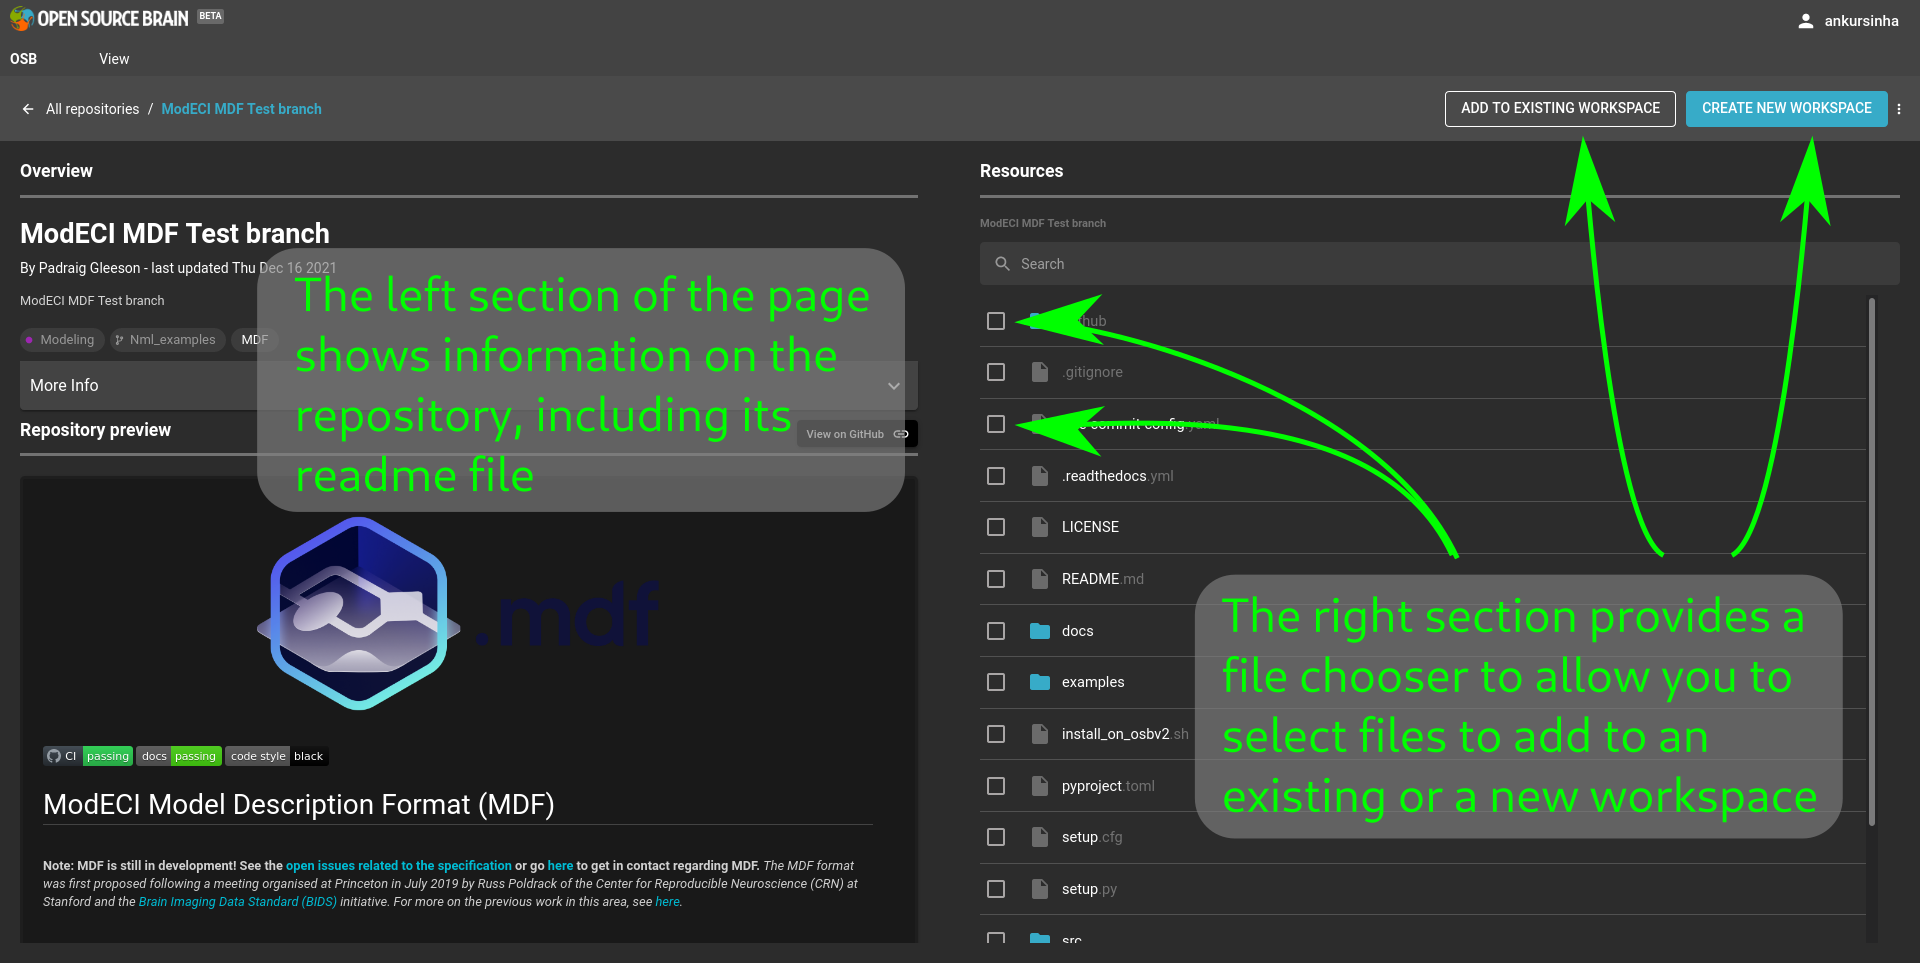 OPEN SOURCE BRAIN BETA
ankursinha
OSB View
All repositories / ModECI MDF Test branch
ADD TO EXISTING WORKSPACE
CREATE NEW WORKSPACE
Overview
ModECI MDF Test branch
By Padraig Gleeson - last updated Thu Dec 16 2021
ModECI MDF Test branch
Modeling Nml_examples MDF
More Info
Repository preview
View on GitHub
The left section of the page
shows information on the
repository, including its
readme file
.mdf
CI passing docs passing code style black
ModECI Model Description Format (MDF)
Note: MDF is still in development! See the open issues related to the specification or go here to get in contact regarding MDF. The MDF format
was first proposed following a meeting organised at Princeton in July 2019 by Russ Poldrack of the Center for Reproducible Neuroscience (CRN) at
Stanford and the Brain Imaging Data Standard (BIDS) initiative. For more on the previous work in this area, see here.
Resources
ModECI MDF Test branch
Search
.gitignore
.readthedocs.yml
LICENSE
README.md
docs
examples
install_on_osbv2.sh
pyproject.toml
setup.cfg
setup.py
src
The right section provides a
file chooser to allow you to
select files to add to an
existing or a new workspace